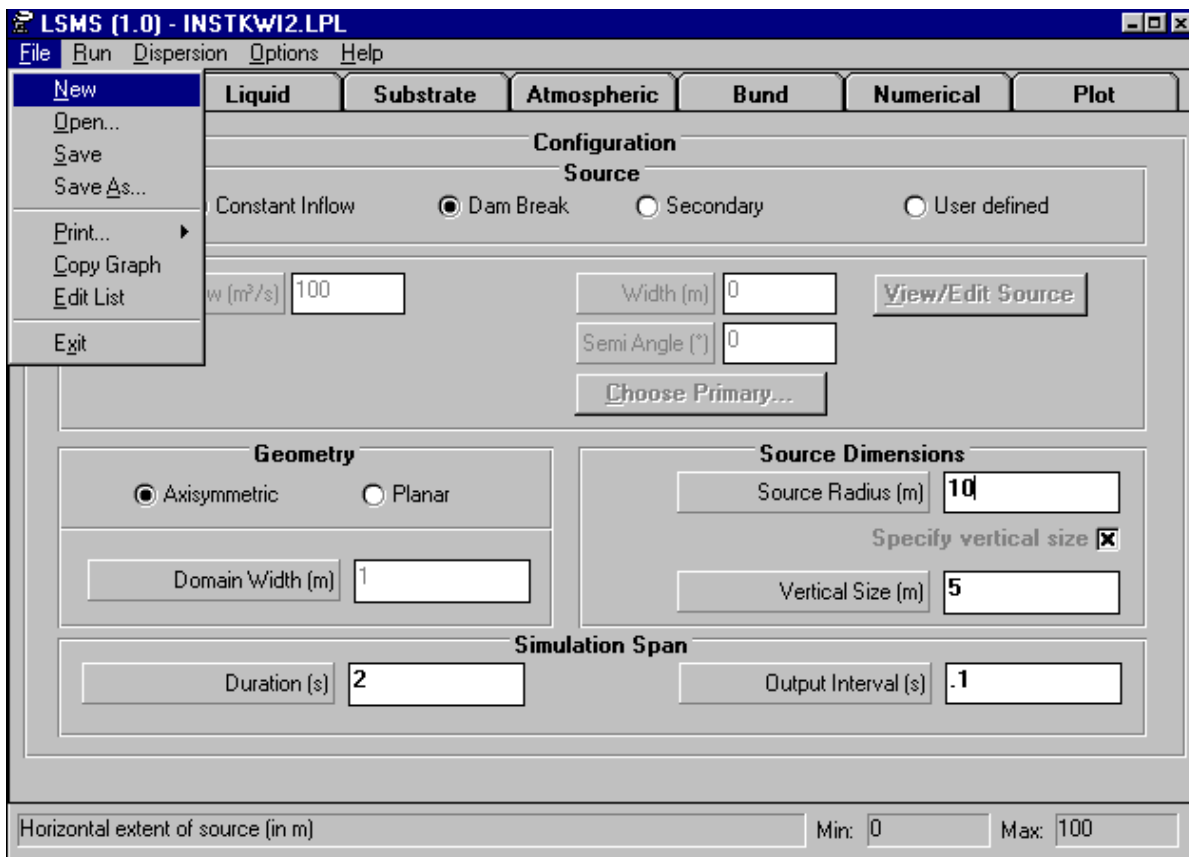 LSMS (1.0) - INSTKWI2.LPL
File Run Dispersion Options Help
New
Open...
Save
Save As...
Print...
Copy Graph
Edit List
Exit
Liquid Substrate Atmospheric Bund Numerical Plot
Configuration
Source
Constant Inflow Dam Break Secondary User defined
(m³/s) 100 Width (m) 0 View/Edit Source
Semi Angle (°) 0
Choose Primary...
Geometry
Axisymmetric Planar
Domain Width (m) 1
Source Dimensions
Source Radius (m) 10
Specify vertical size
Vertical Size (m) 5
Simulation Span
Duration (s) 2 Output Interval (s) .1
Horizontal extent of source (in m) Min: 0 Max: 100